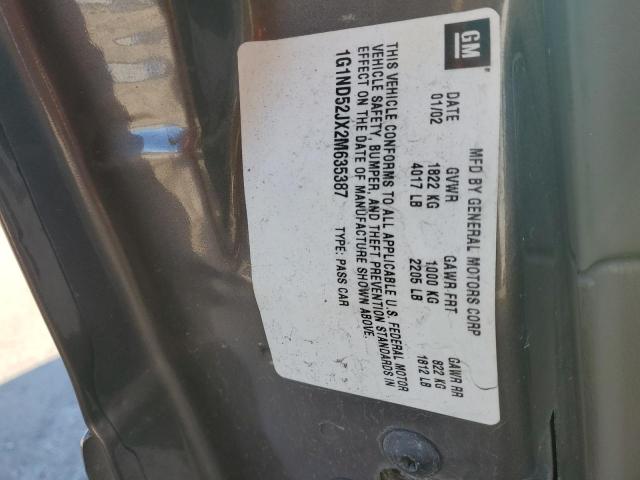 GM
MFD BY GENERAL MOTORS CORP
DATE GVWR GAWR FRT GAWR RR
01/02 1822 KG 1000 KG 822 KG
4017 LB 2205 LB 1812 LB
THIS VEHICLE CONFORMS TO ALL APPLICABLE U.S. FEDERAL MOTOR
VEHICLE SAFETY, BUMPER, AND THEFT PREVENTION STANDARDS IN
EFFECT ON THE DATE OF MANUFACTURE SHOWN ABOVE.
1G1ND52JX2M635387 TYPE: PASS CAR